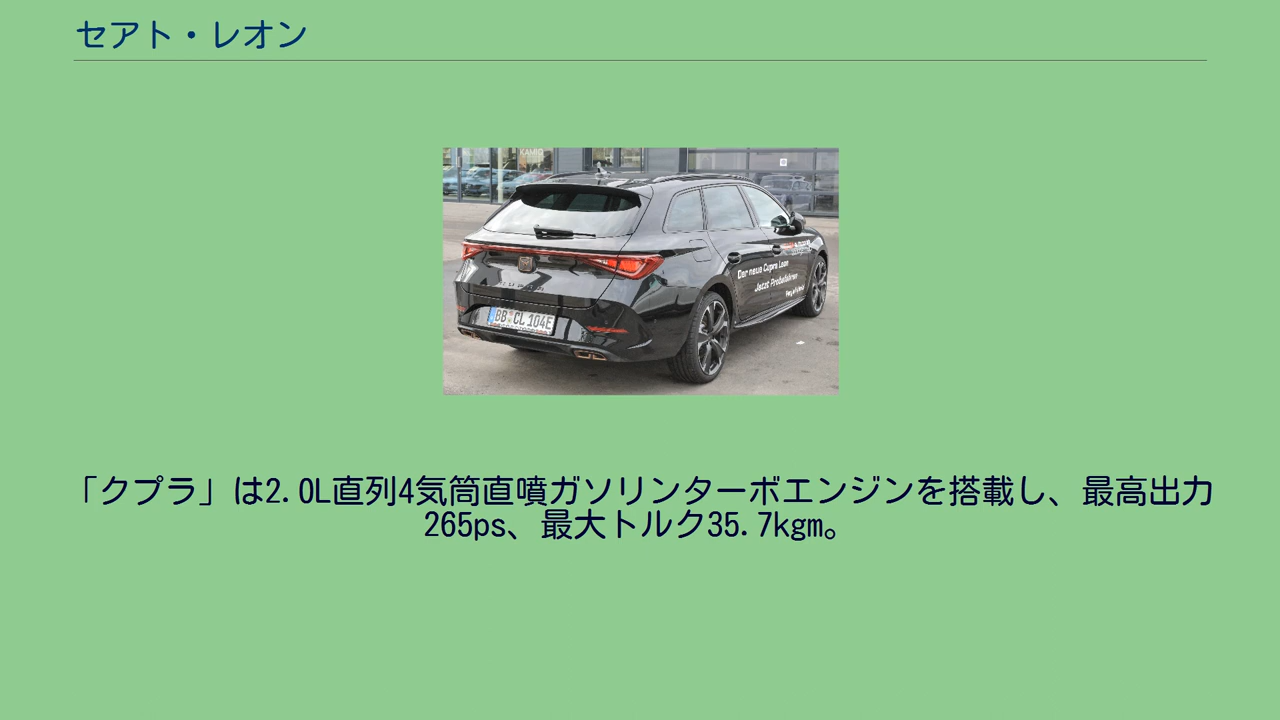 セアト・レオン
KAMIQ
Der neue Cupra Leon
Jetzt Probefahren
BB CL 104E
「クプラ」は2.0L直列4気筒直噴ガソリンターボエンジンを搭載し、最高出力
265ps、最大トルク35.7kgm。